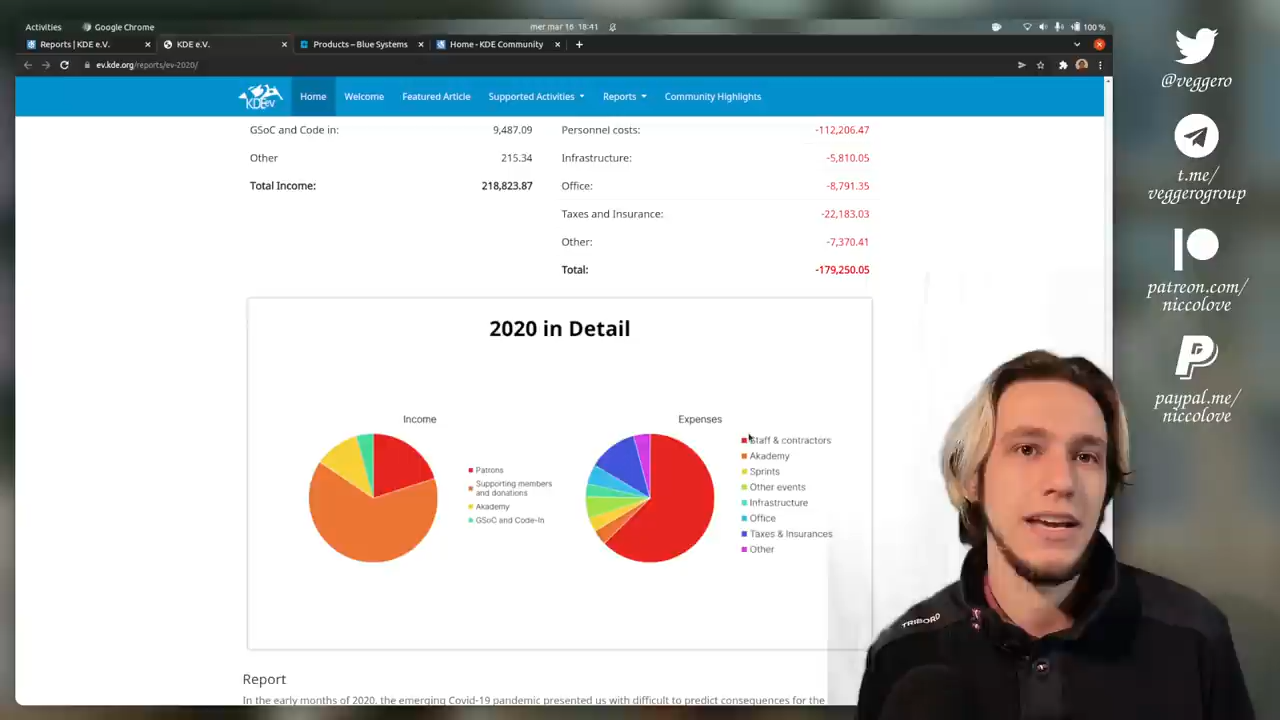 Activities
Google Chrome
mer mar 16 18:41
100 %
Reports | KDE e.V.
KDE e.V.
Products – Blue Systems
Home - KDE Community
ev.kde.org/reports/ev-2020/
KDE e.V.
Home
Welcome
Featured Article
Supported Activities
Reports
Community Highlights
GSoC and Code in: 9,487.09
Other 215.34
Total Income: 218,823.87
Personnel costs: -112,206.47
Infrastructure: -5,810.05
Office: -8,791.35
Taxes and Insurance: -22,183.03
Other: -7,370.41
Total: -179,250.05
2020 in Detail
Income
Patrons
Supporting members
and donations
Akademy
GSoC and Code-In
Expenses
Staff & contractors
Akademy
Sprints
Other events
Infrastructure
Office
Taxes & Insurances
Other
Report
In the early months of 2020, the emerging Covid-19 pandemic presented us with difficult to predict consequences for the
@veggero
t.me/
veggerogroup
patreon.com/
niccolove
paypal.me/
niccolove
TRIBORD